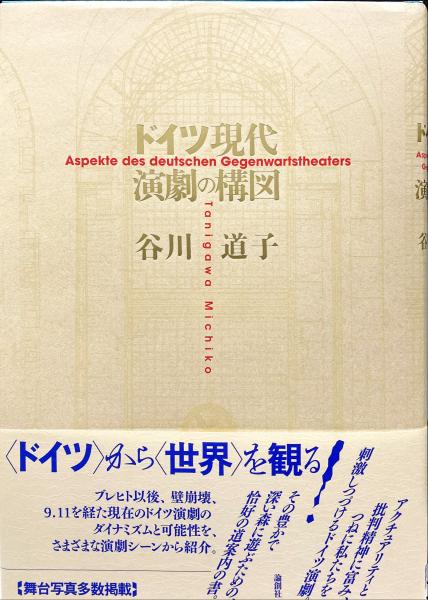 ドイツ現代
Aspekte des deutschen Gegenwartstheaters
演劇の構図
谷川 道子
Tanigawa Michiko
〈ドイツ〉から〈世界〉を観る!
ブレヒト以後、壁崩壊、
9.11を経た現在のドイツ演劇の
ダイナミズムと可能性を、
さまざまな演劇シーンから紹介。
【舞台写真多数掲載】
アクチュアリティと
批判精神に富み、
つねに私たちを
刺激しつづけるドイツ演劇
その豊かで
深い森に遊ぶための
恰好の道案内の書。
論創社